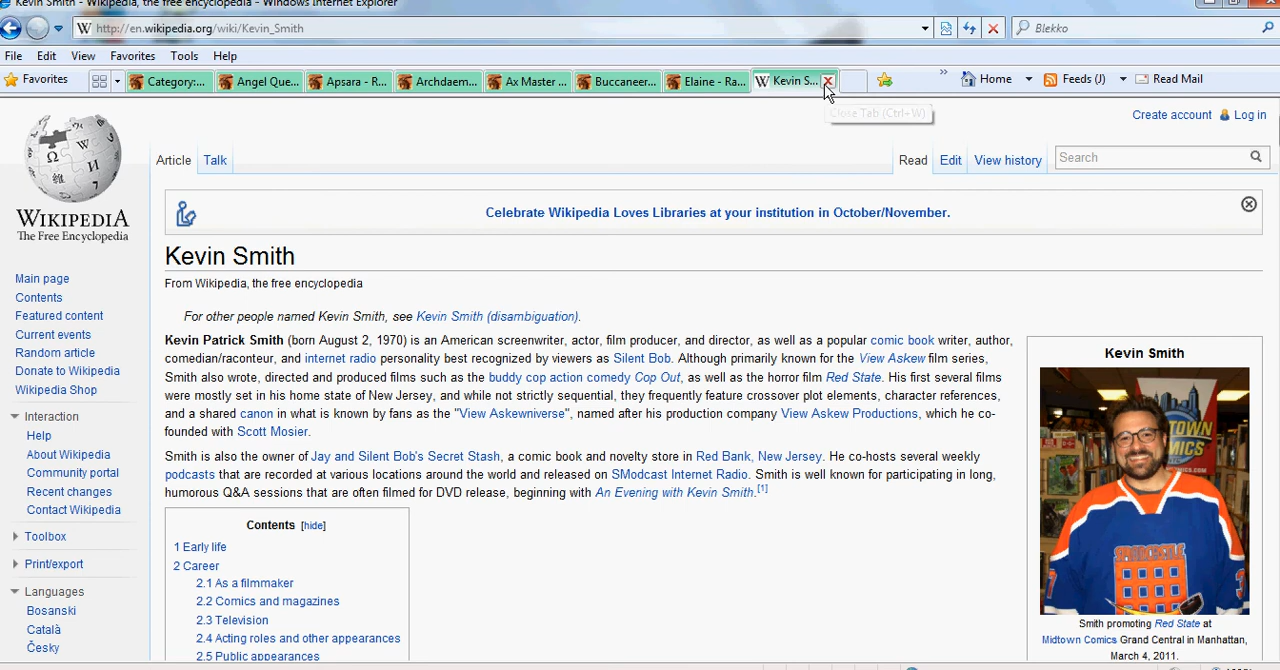 Kevin Smith - Wikipedia, the free encyclopedia - Windows Internet Explorer
http://en.wikipedia.org/wiki/Kevin_Smith
Blekko
File Edit View Favorites Tools Help
Favorites
Category:...
Angel Que...
Apsara - R...
Archdaem...
Ax Master ...
Buccaneer...
Elaine - Ra...
Kevin S...
Home
Feeds (J)
Read Mail
Close Tab (Ctrl+W)
Create account
Log in
Article
Talk
Read
Edit
View history
Search
WIKIPEDIA
The Free Encyclopedia
Celebrate Wikipedia Loves Libraries at your institution in October/November.
Main page
Contents
Featured content
Current events
Random article
Donate to Wikipedia
Wikipedia Shop
Interaction
Help
About Wikipedia
Community portal
Recent changes
Contact Wikipedia
Toolbox
Print/export
Languages
Bosanski
Català
Česky
Kevin Smith
From Wikipedia, the free encyclopedia
For other people named Kevin Smith, see Kevin Smith (disambiguation).
Kevin Patrick Smith (born August 2, 1970) is an American screenwriter, actor, film producer, and director, as well as a popular comic book writer, author,
comedian/raconteur, and internet radio personality best recognized by viewers as Silent Bob. Although primarily known for the View Askew film series,
Smith also wrote, directed and produced films such as the buddy cop action comedy Cop Out, as well as the horror film Red State. His first several films
were mostly set in his home state of New Jersey, and while not strictly sequential, they frequently feature crossover plot elements, character references,
and a shared canon in what is known by fans as the "View Askewniverse", named after his production company View Askew Productions, which he co-
founded with Scott Mosier.
Smith is also the owner of Jay and Silent Bob's Secret Stash, a comic book and novelty store in Red Bank, New Jersey. He co-hosts several weekly
podcasts that are recorded at various locations around the world and released on SModcast Internet Radio. Smith is well known for participating in long,
humorous Q&A sessions that are often filmed for DVD release, beginning with An Evening with Kevin Smith.[1]
Contents [hide]
1 Early life
2 Career
2.1 As a filmmaker
2.2 Comics and magazines
2.3 Television
2.4 Acting roles and other appearances
2.5 Public appearances
Kevin Smith
Smith promoting Red State at
Midtown Comics Grand Central in Manhattan,
March 4, 2011.